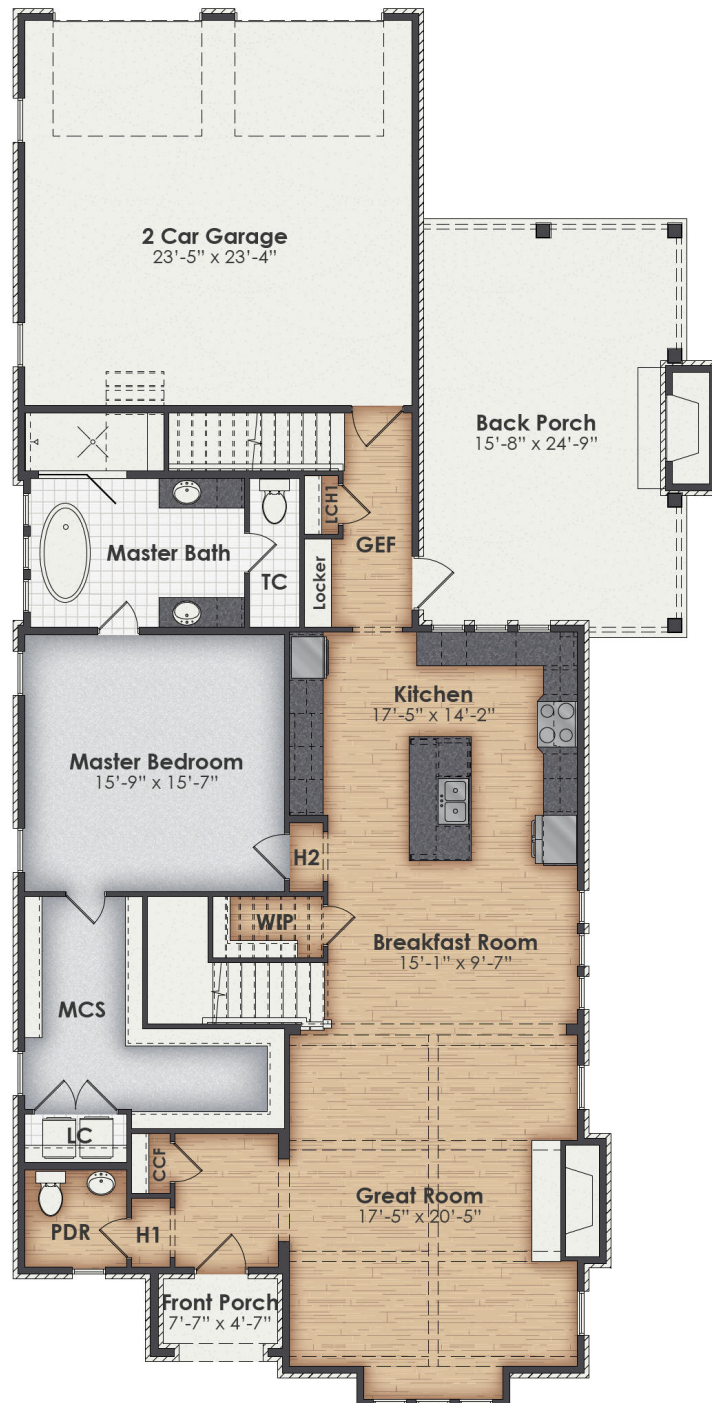 2 Car Garage
23'-5" x 23'-4"
Back Porch
15'-8" x 24'-9"
LCH1
Master Bath
GEF
TC
Locker
Kitchen
17'-5" x 14'-2"
Master Bedroom
15'-9" x 15'-7"
H2
WIP
Breakfast Room
15'-1" x 9'-7"
MCS
LC
CCF
Great Room
17'-5" x 20'-5"
PDR
H1
Front Porch
7'-7" x 4'-7"